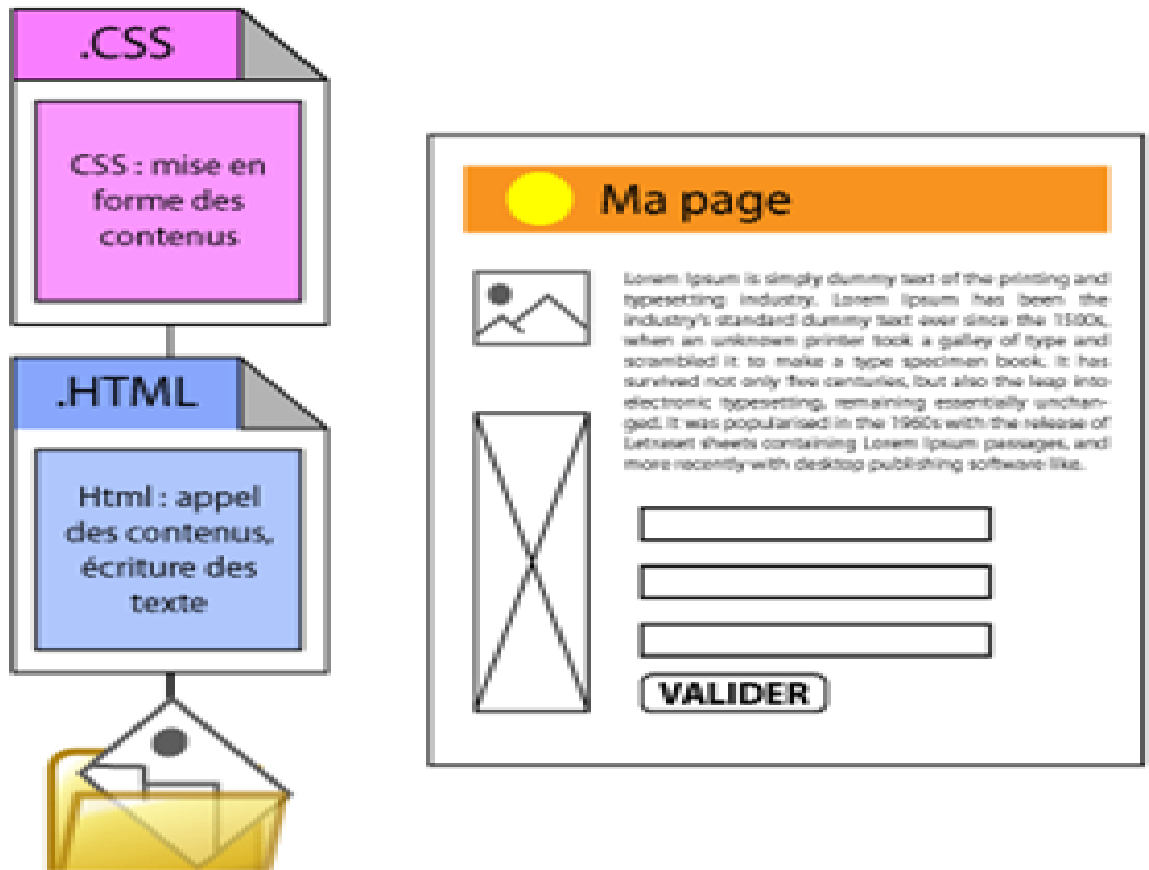 .CSS
CSS : mise en
forme des
contenus
.HTML
Html : appel
des contenus,
écriture des
texte
Ma page
Lorem Ipsum is simply dummy text of the printing and
typesetting industry. Lorem Ipsum has been the
industry's standard dummy text ever since the 1500s,
when an unknown printer took a galley of type and
scrambled it to make a type specimen book. It has
survived not only five centuries, but also the leap into
electronic typesetting, remaining essentially unchan-
ged. It was popularised in the 1960s with the release of
Letraset sheets containing Lorem Ipsum passages, and
more recently with desktop publishing software like.
VALIDER